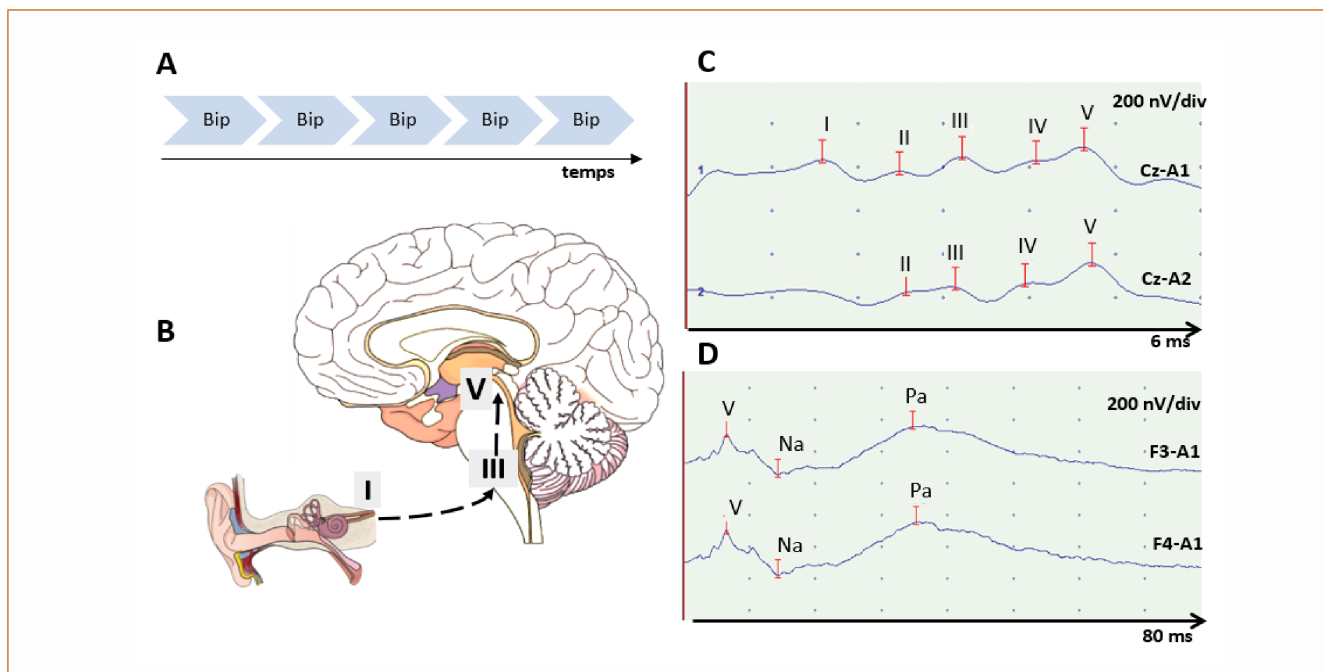 A
Bip Bip Bip Bip Bip
temps
B
I
III
V
C
200 nV/div
I II III IV V
1
Cz-A1
II III IV V
2
Cz-A2
6 ms
D
200 nV/div
V Na Pa
F3-A1
V Na Pa
F4-A1
80 ms